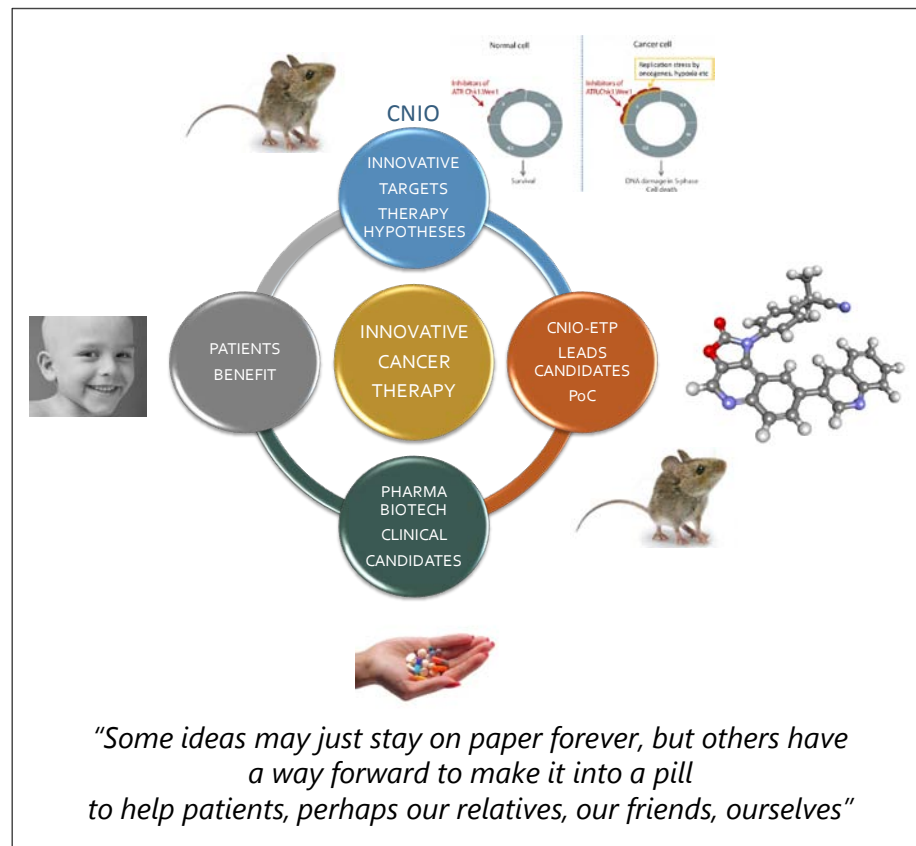 Normal cell
Cancer cell
Replication stress by
oncogenes, hypoxia etc
Inhibitors of
ATR Chk1 Wee1
Inhibitors of
ATR Chk1 Wee1
Survival
DNA damage in S-phase
Cell death
CNIO
INNOVATIVE
TARGETS
THERAPY
HYPOTHESES
PATIENTS
BENEFIT
INNOVATIVE
CANCER
THERAPY
CNIO-ETP
LEADS
CANDIDATES
PoC
PHARMA
BIOTECH
CLINICAL
CANDIDATES
"Some ideas may just stay on paper forever, but others have
a way forward to make it into a pill
to help patients, perhaps our relatives, our friends, ourselves"